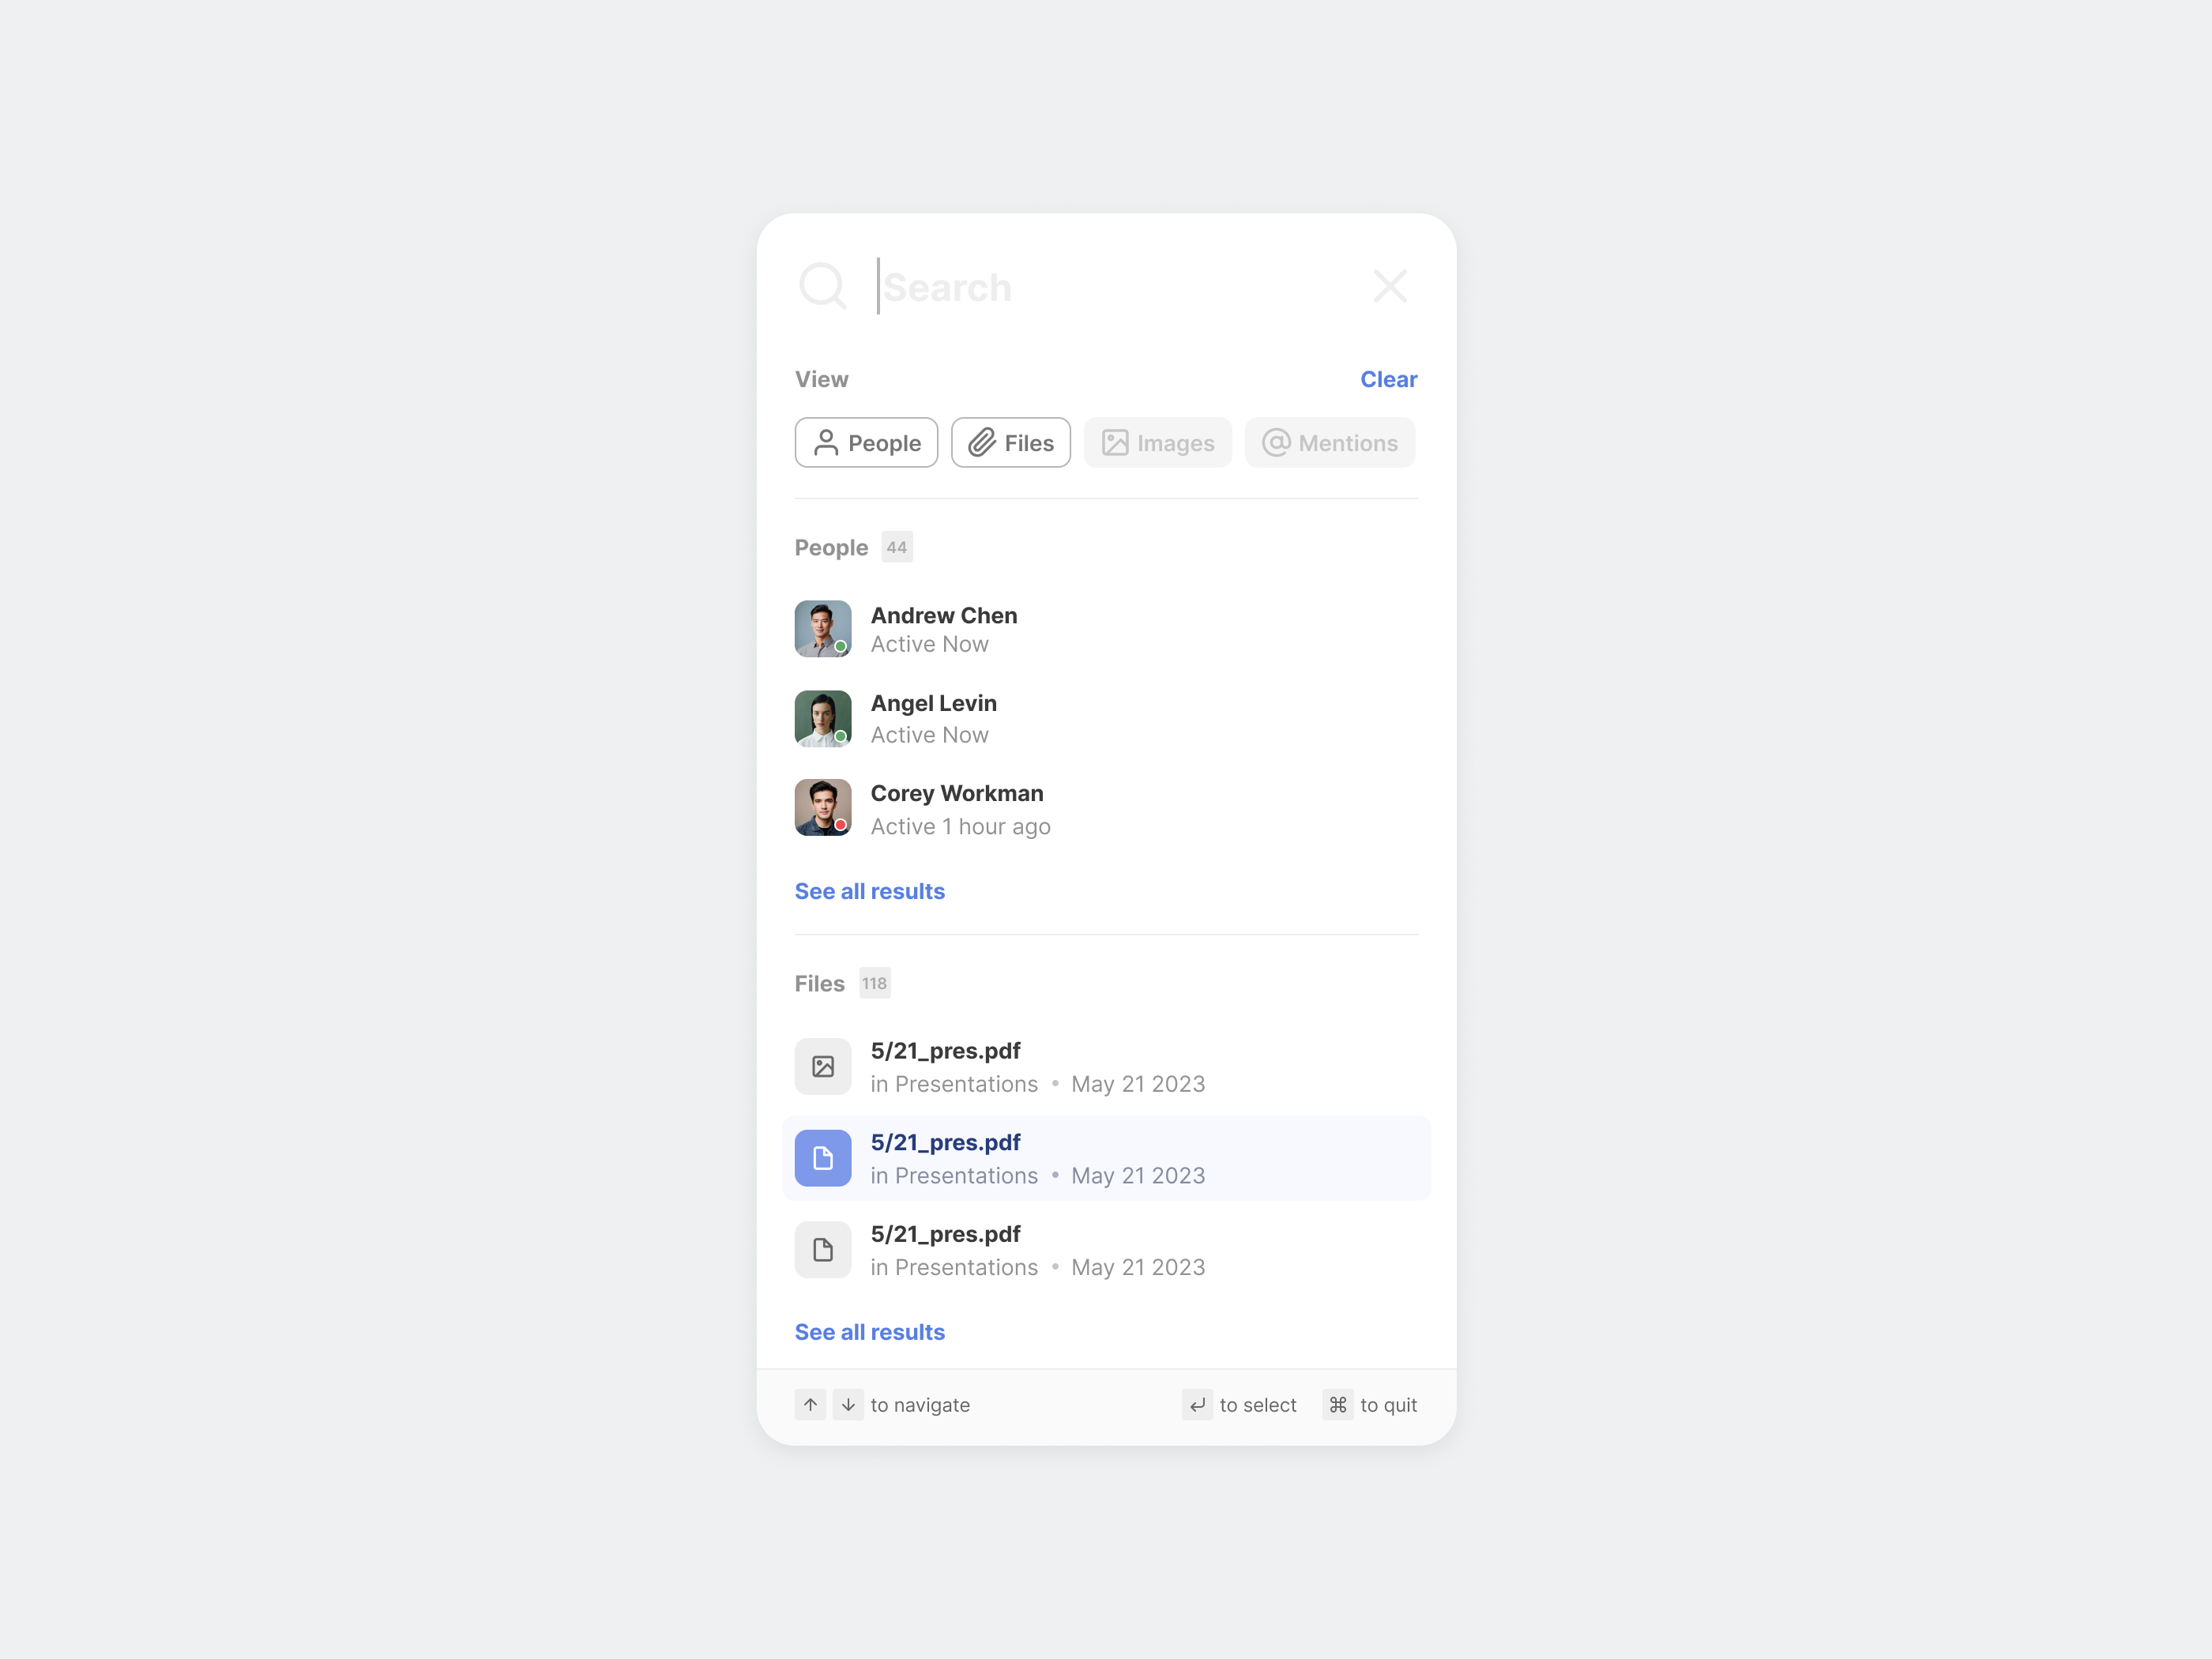 Search
View Clear
People Files Images Mentions
People 44
Andrew Chen
Active Now
Angel Levin
Active Now
Corey Workman
Active 1 hour ago
See all results
Files 118
5/21_pres.pdf
in Presentations • May 21 2023
5/21_pres.pdf
in Presentations • May 21 2023
5/21_pres.pdf
in Presentations • May 21 2023
See all results
↑ ↓ to navigate ↵ to select ⌘ to quit